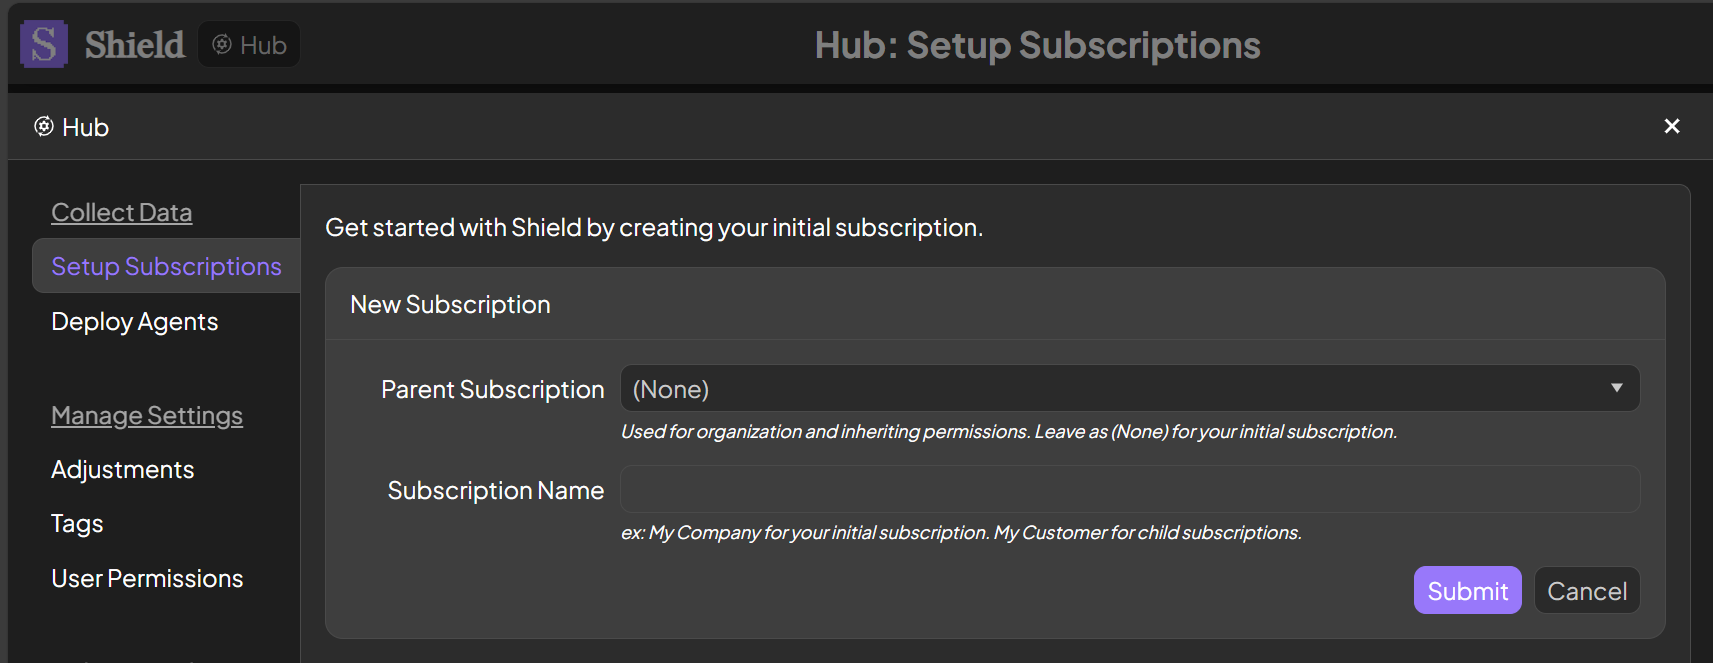 S Shield Hub Hub: Setup Subscriptions
Hub
Collect Data
Setup Subscriptions
Deploy Agents
Manage Settings
Adjustments
Tags
User Permissions
Get started with Shield by creating your initial subscription.
New Subscription
Parent Subscription (None)
Used for organization and inheriting permissions. Leave as (None) for your initial subscription.
Subscription Name
ex: My Company for your initial subscription. My Customer for child subscriptions.
Submit Cancel